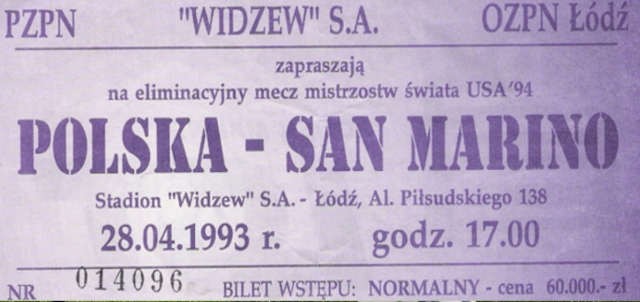 PZPN "WIDZEW" S.A. OZPN Łódź
zapraszają
na eliminacyjny mecz mistrzostw świata USA'94
POLSKA - SAN MARINO
Stadion "Widzew" S.A. - Łódź, Al. Piłsudskiego 138
28.04.1993 r. godz. 17.00
NR 014096 BILET WSTĘPU: NORMALNY - cena 60.000.- zł